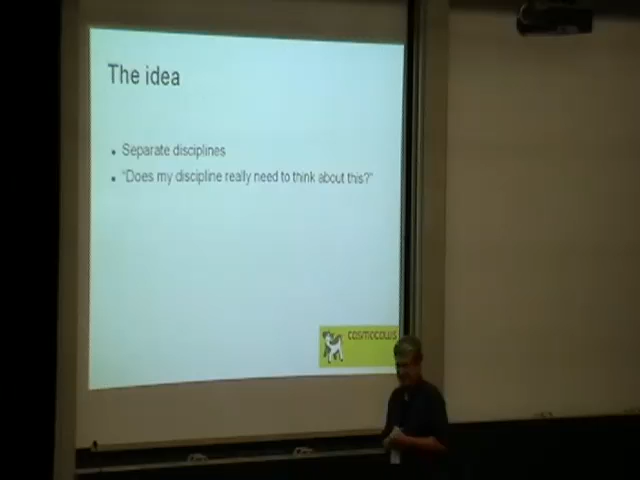 The idea
Separate disciplines
"Does my discipline really need to think about this?"
cosmocows